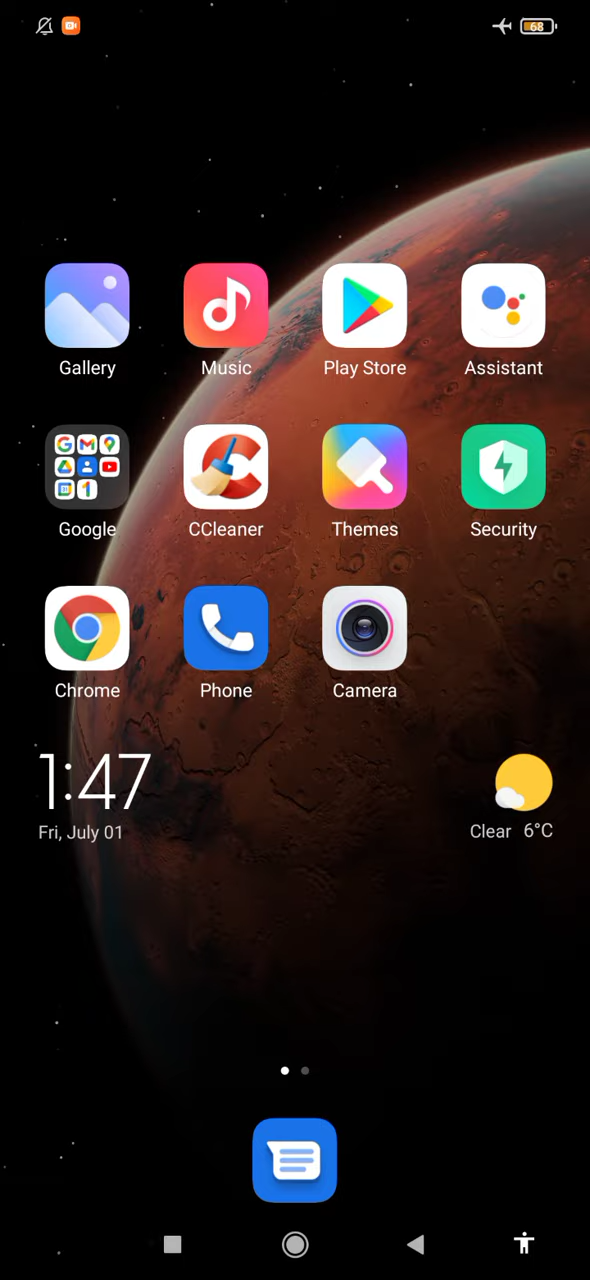 68
Gallery
Music
Play Store
Assistant
Google
CCleaner
Themes
Security
Chrome
Phone
Camera
1:47
Fri, July 01
Clear 6°C